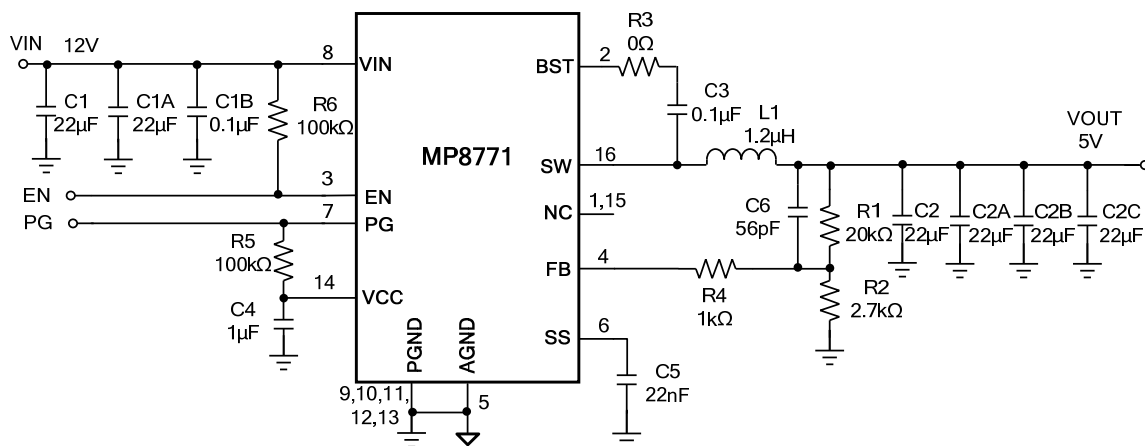 VIN 12V
8
VIN
C1
22µF
C1A
22µF
C1B
0.1µF
R6
100kΩ
EN
3
EN
PG
7
PG
R5
100kΩ
14
VCC
C4
1µF
MP8771
PGND
AGND
9,10,11,
12,13
5
BST
2
R3
0Ω
C3
0.1µF
SW
16
L1
1.2µH
NC
1,15
FB
4
R4
1kΩ
SS
6
C5
22nF
C6
56pF
R1
20kΩ
R2
2.7kΩ
C2
22µF
C2A
22µF
C2B
22µF
C2C
22µF
VOUT
5V